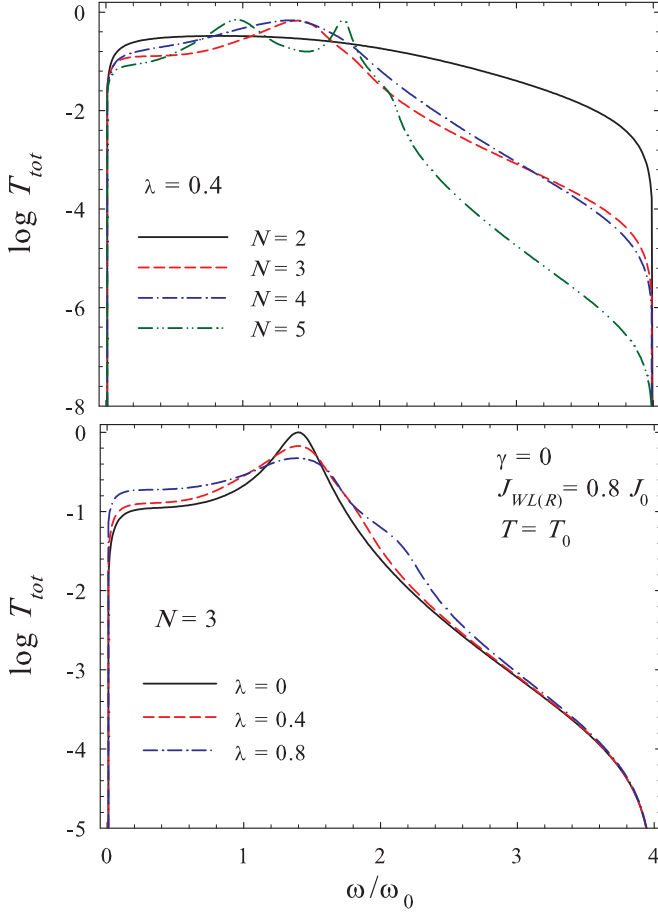 0
-2
-4
-6
-8
log T_tot
λ = 0.4
N = 2
N = 3
N = 4
N = 5
0
-1
-2
-3
-4
-5
log T_tot
γ = 0
J_WL(R) = 0.8 J_0
T = T_0
N = 3
λ = 0
λ = 0.4
λ = 0.8
0
1
2
3
4
ω/ω_0